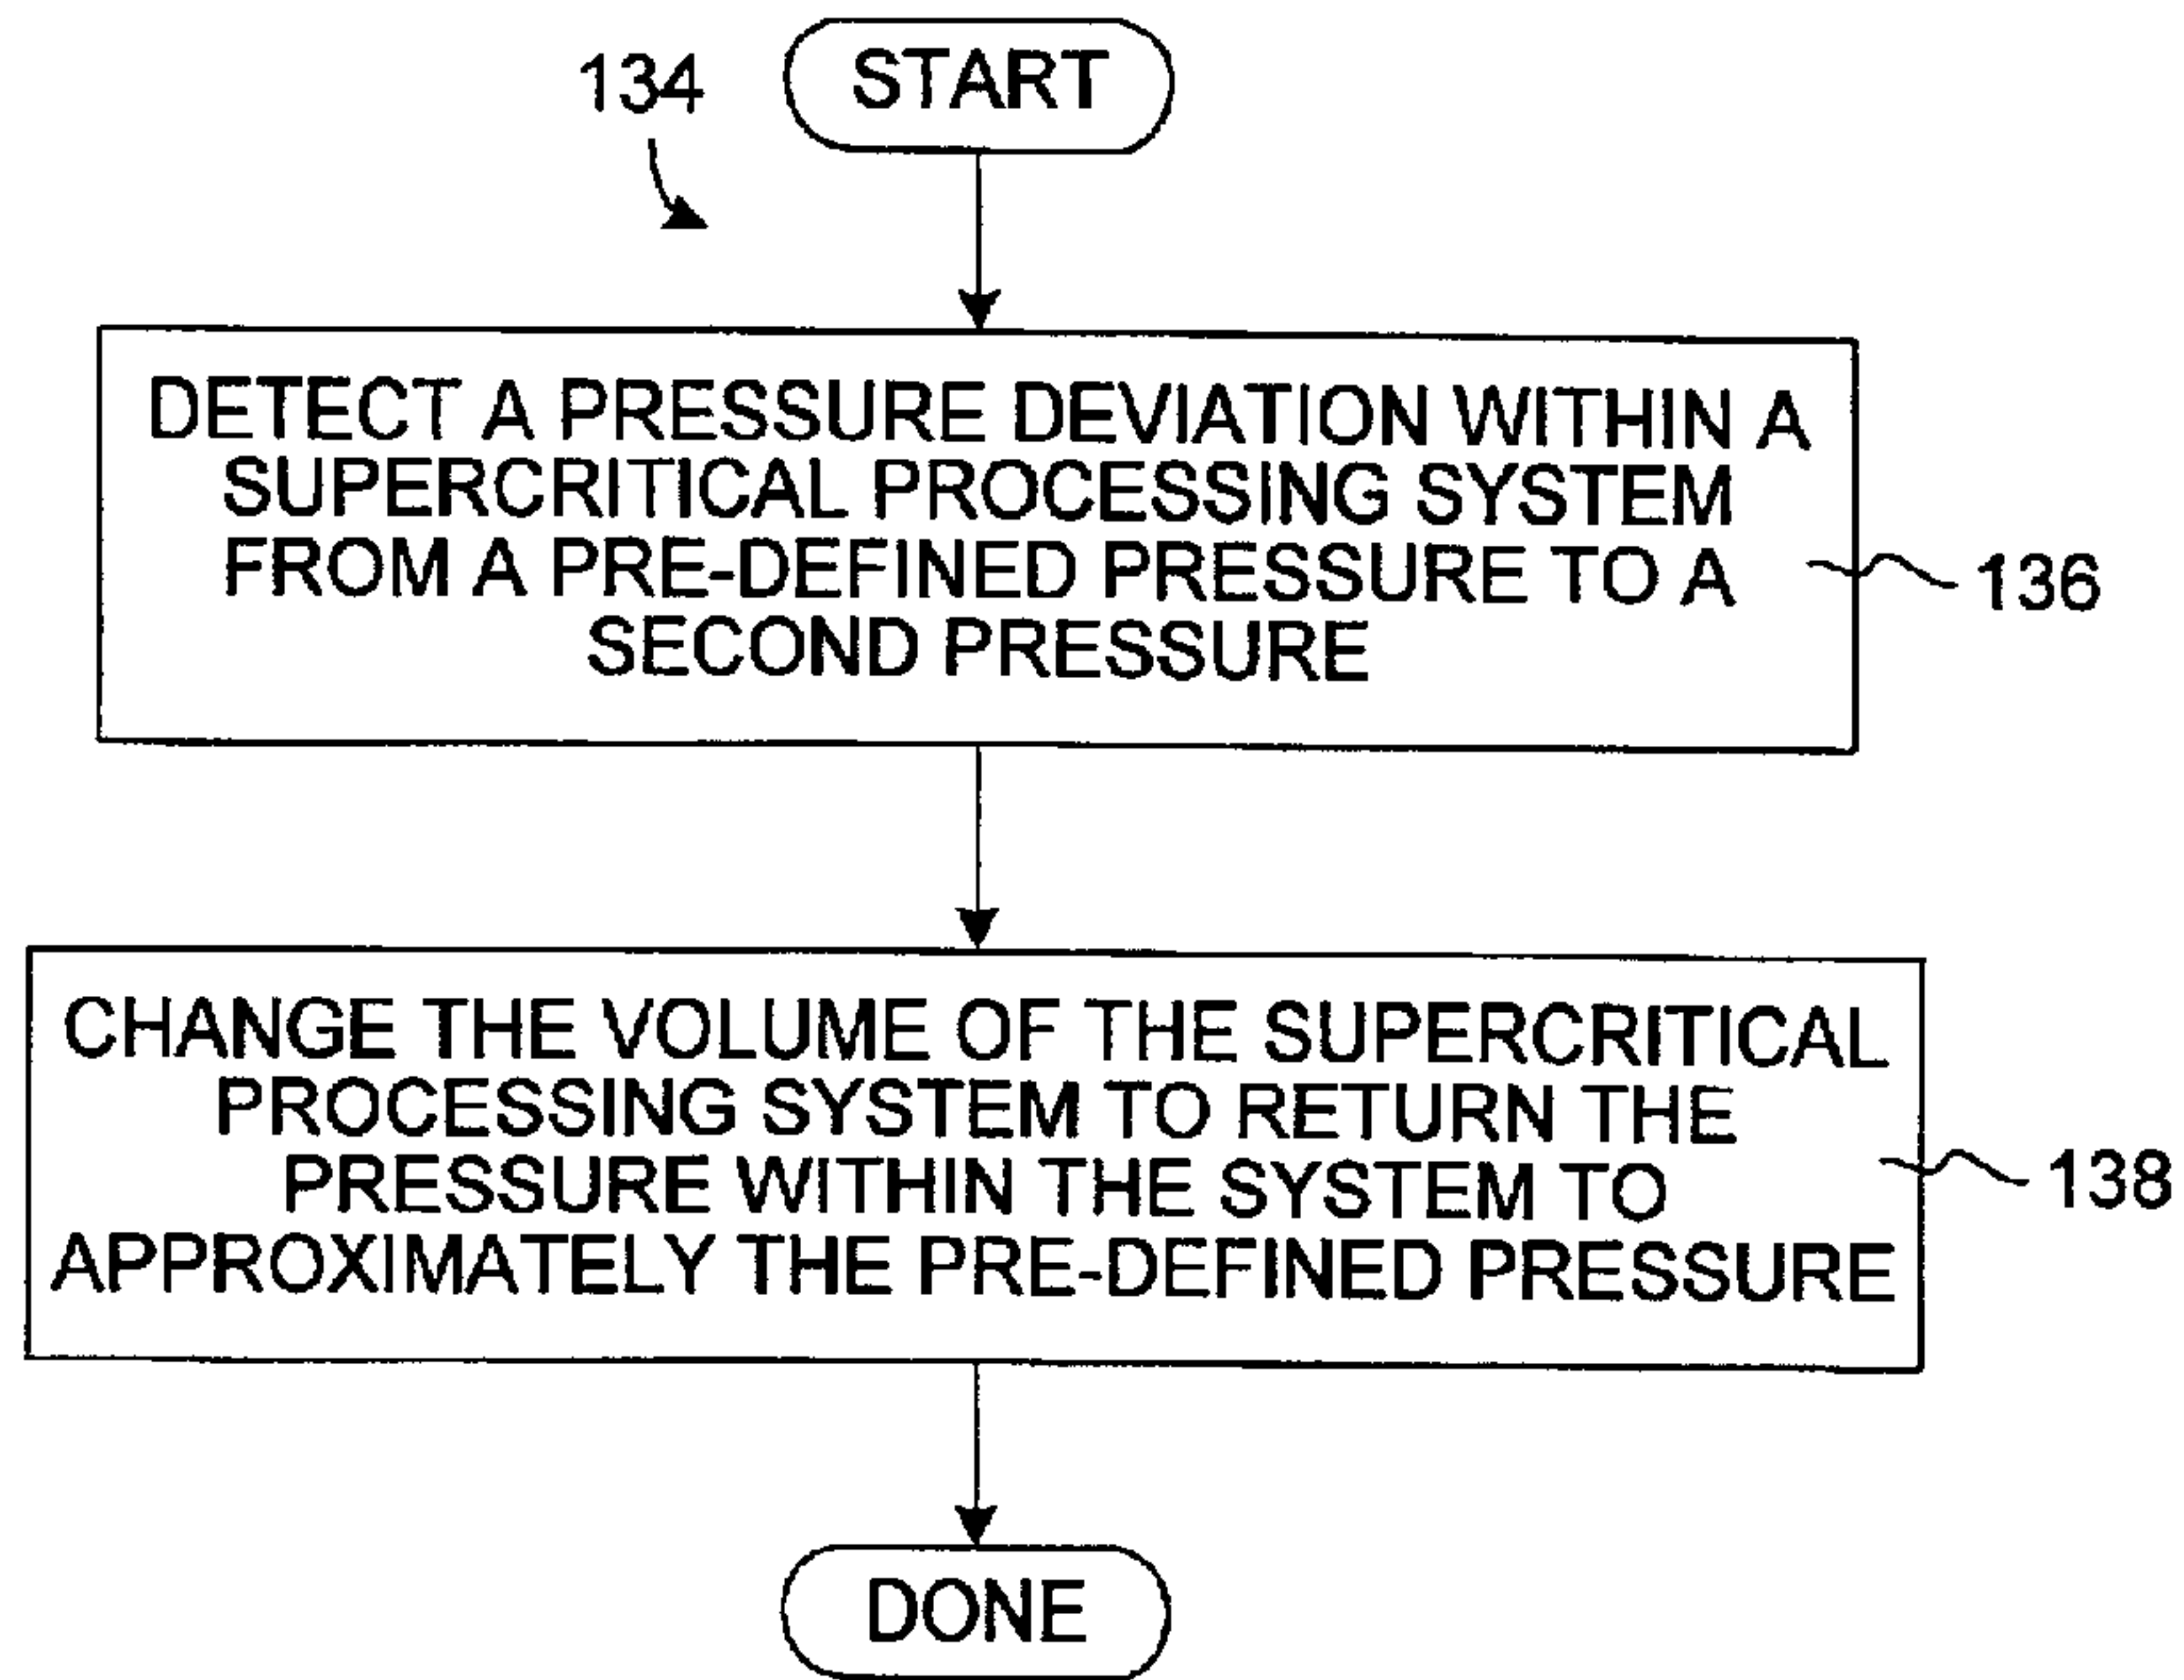 134
START
DETECT A PRESSURE DEVIATION WITHIN A
SUPERCRITICAL PROCESSING SYSTEM
FROM A PRE-DEFINED PRESSURE TO A
SECOND PRESSURE
136
CHANGE THE VOLUME OF THE SUPERCRITICAL
PROCESSING SYSTEM TO RETURN THE
PRESSURE WITHIN THE SYSTEM TO
APPROXIMATELY THE PRE-DEFINED PRESSURE
138
DONE